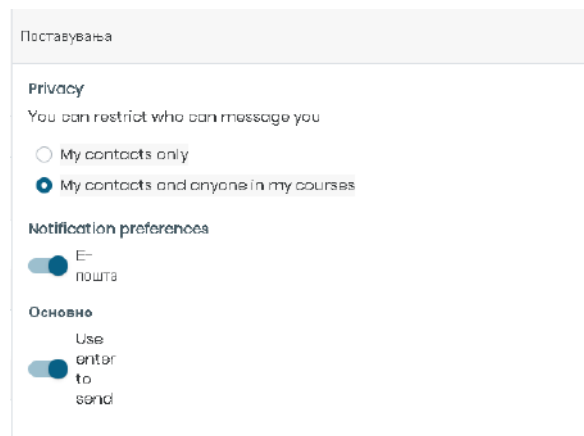 Поставувања
Privacy
You can restrict who can message you
My contacts only
My contacts and anyone in my courses
Notification preferences
Е-
пошта
Основно
Use
enter
to
send